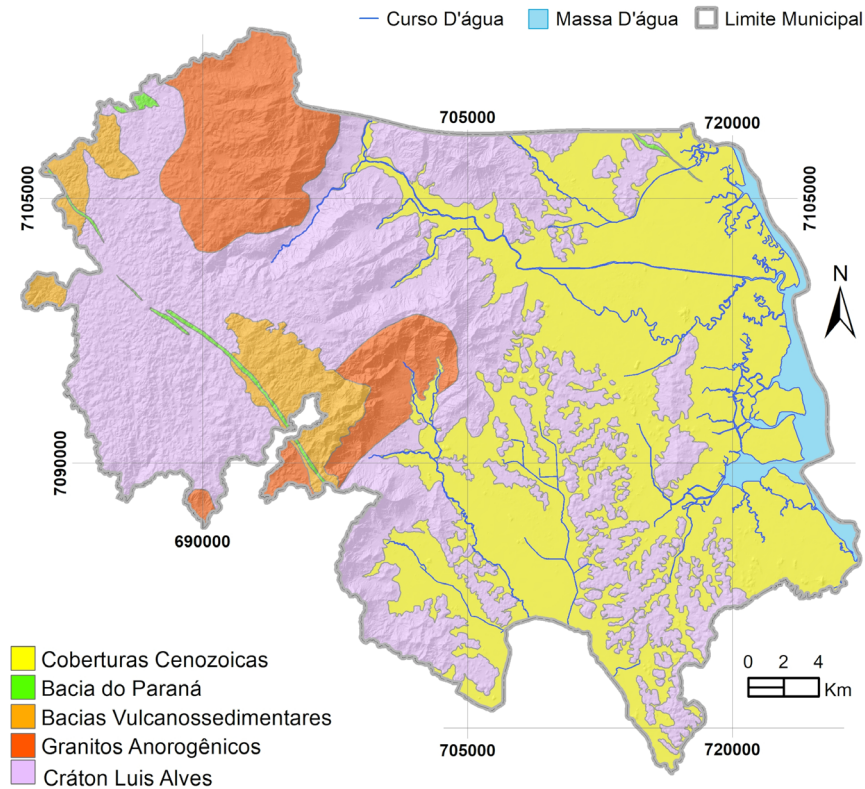 Curso D'água
Massa D'água
Limite Municipal
705000
720000
7105000
7105000
N
7090000
7090000
690000
0 2 4
Km
Coberturas Cenozoicas
Bacia do Paraná
Bacias Vulcanossedimentares
Granitos Anorogênicos
Cráton Luis Alves
705000
720000